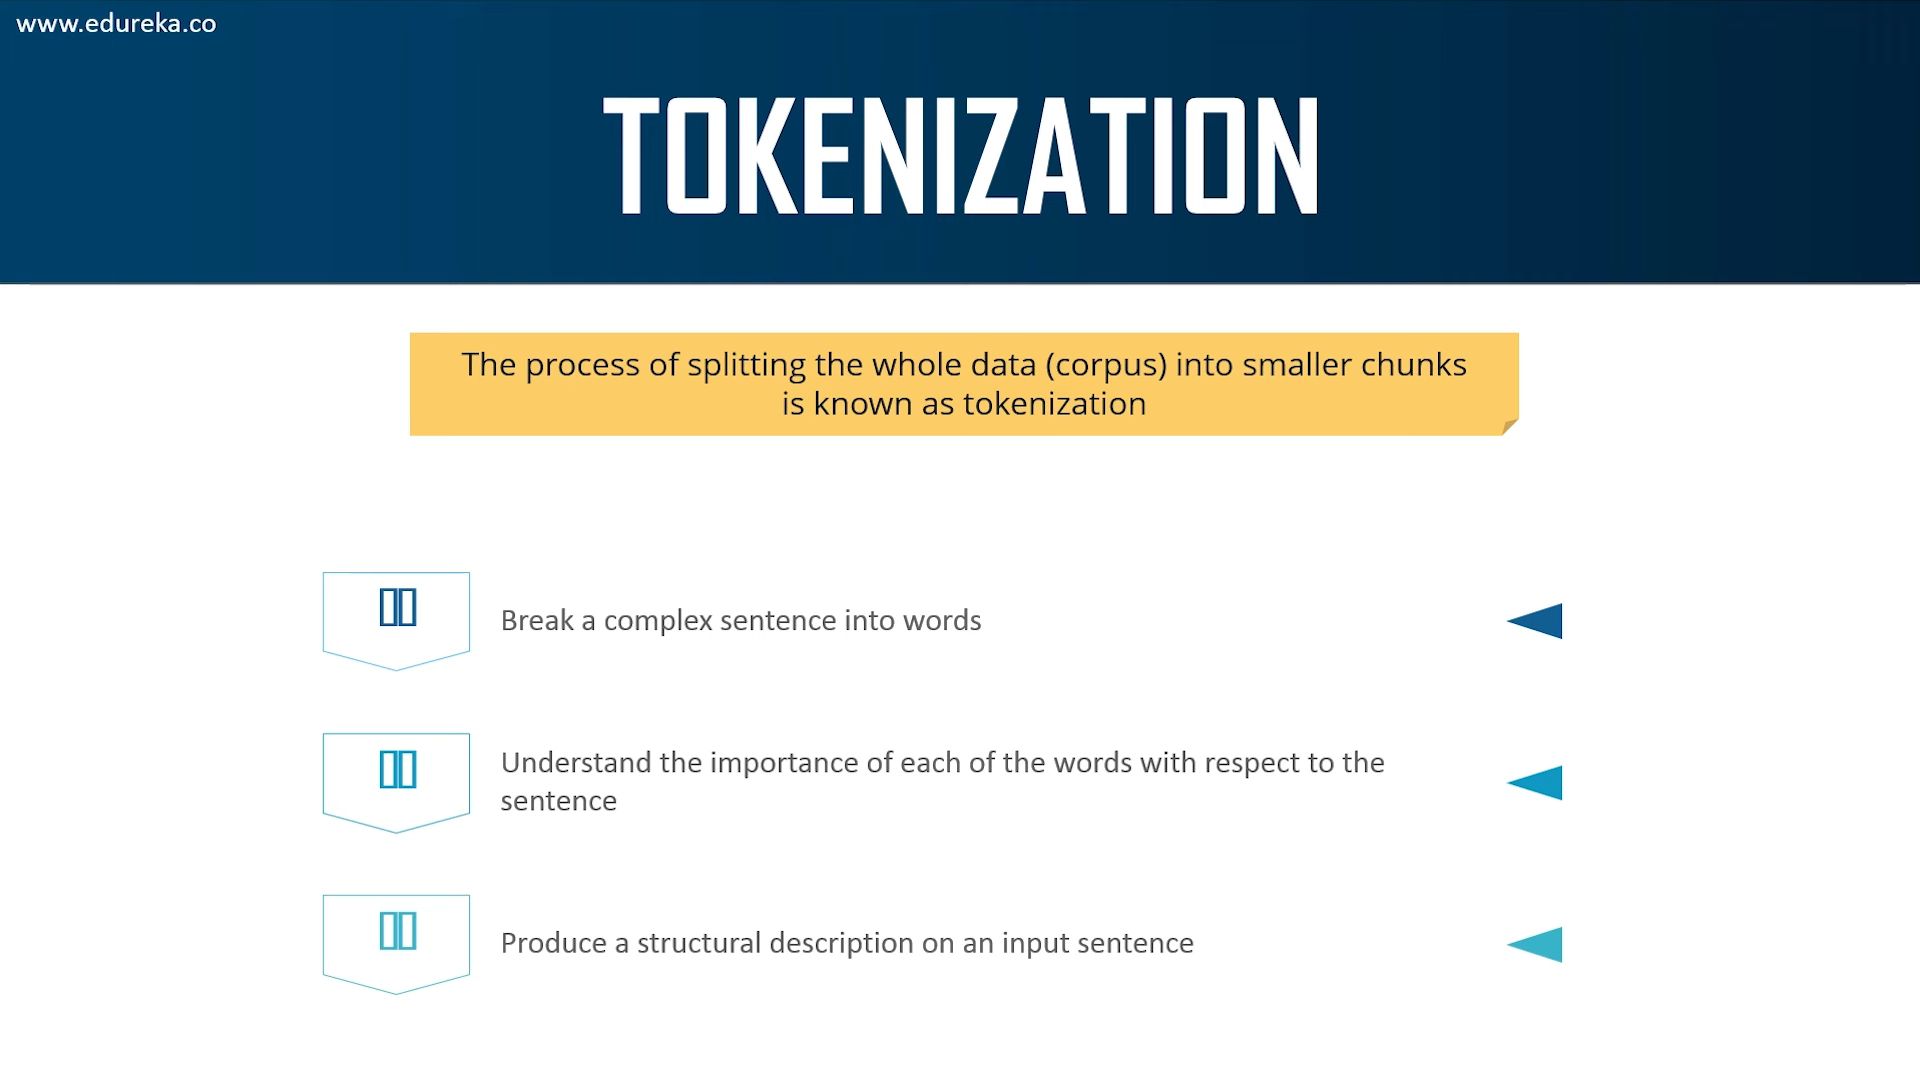 www.edureka.co
TOKENIZATION
The process of splitting the whole data (corpus) into smaller chunks
is known as tokenization
Break a complex sentence into words
Understand the importance of each of the words with respect to the
sentence
Produce a structural description on an input sentence